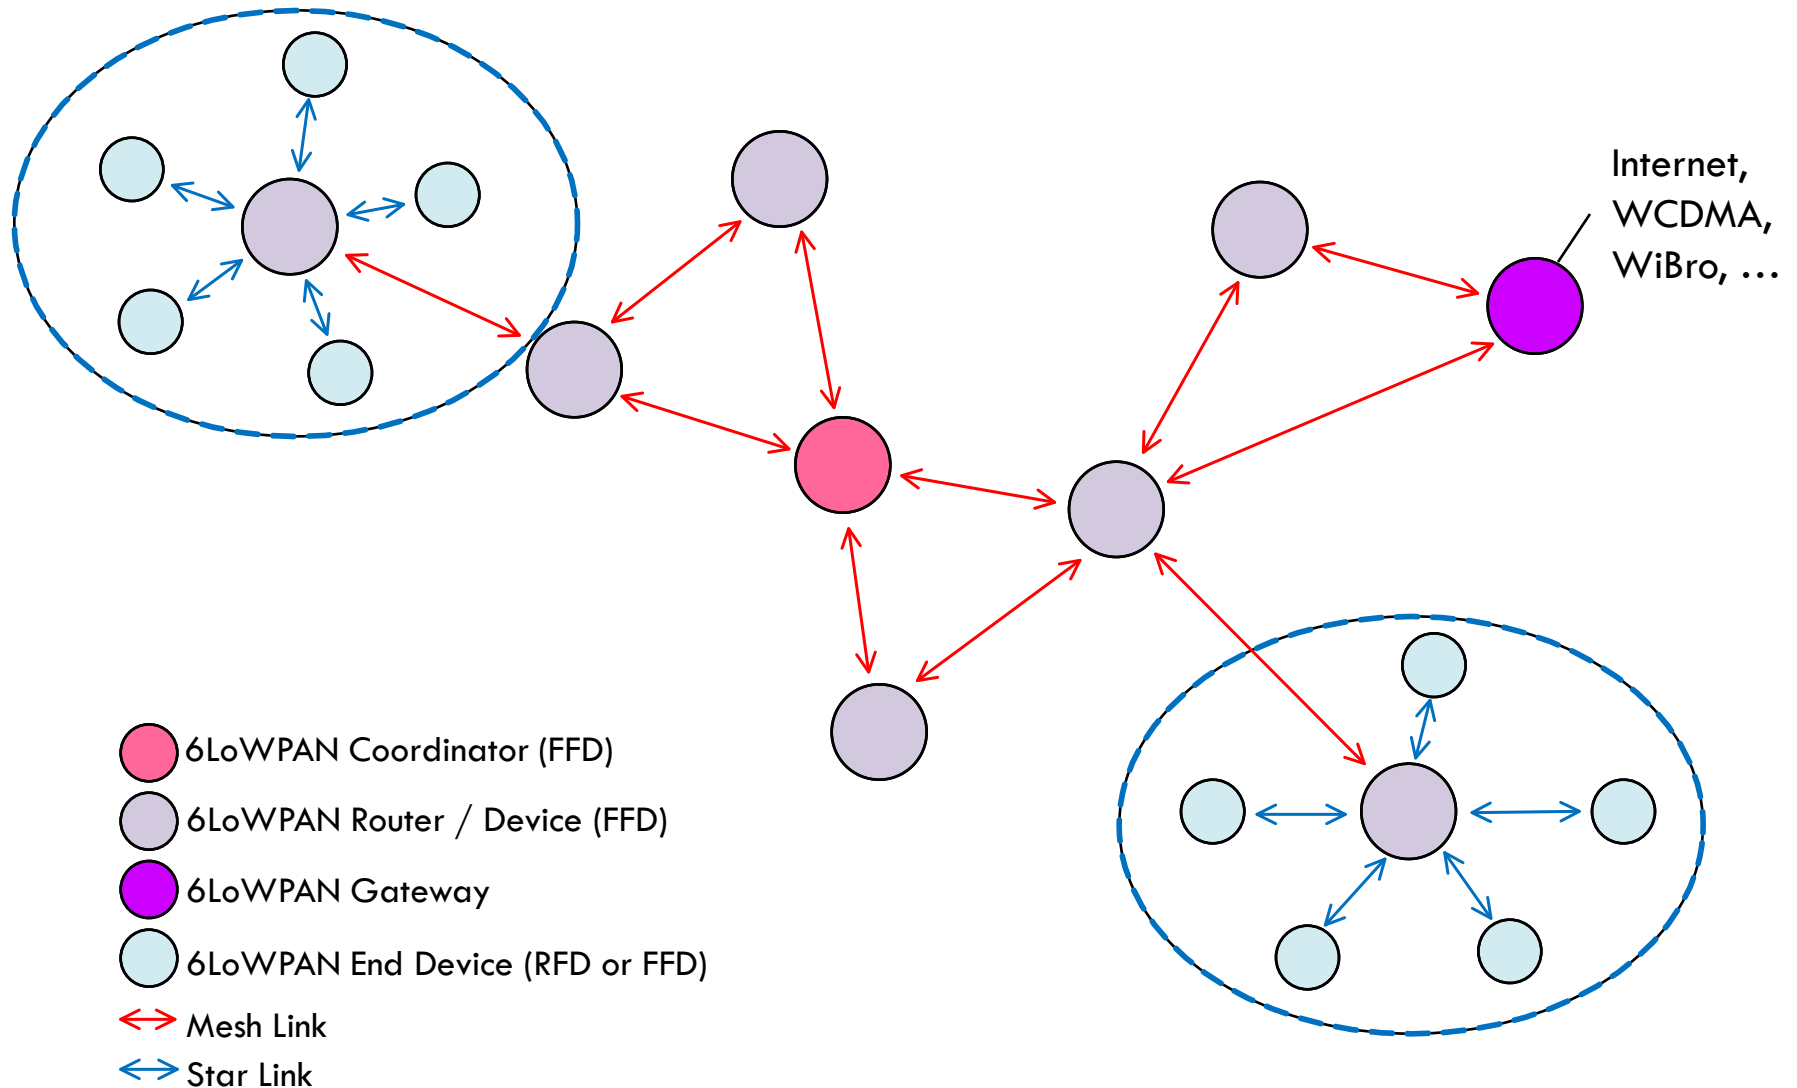 Internet,
WCDMA,
WiBro, ...
6LoWPAN Coordinator (FFD)
6LoWPAN Router / Device (FFD)
6LoWPAN Gateway
6LoWPAN End Device (RFD or FFD)
Mesh Link
Star Link